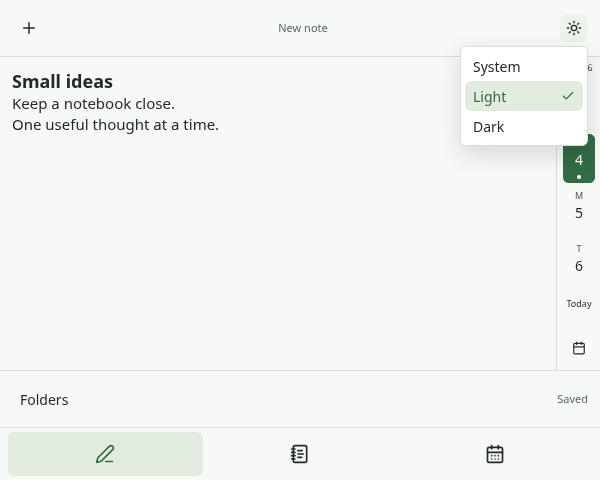 New note
System
Light
Dark
Small ideas
Keep a notebook close.
One useful thought at a time.
4
M
5
T
6
Today
Folders
Saved